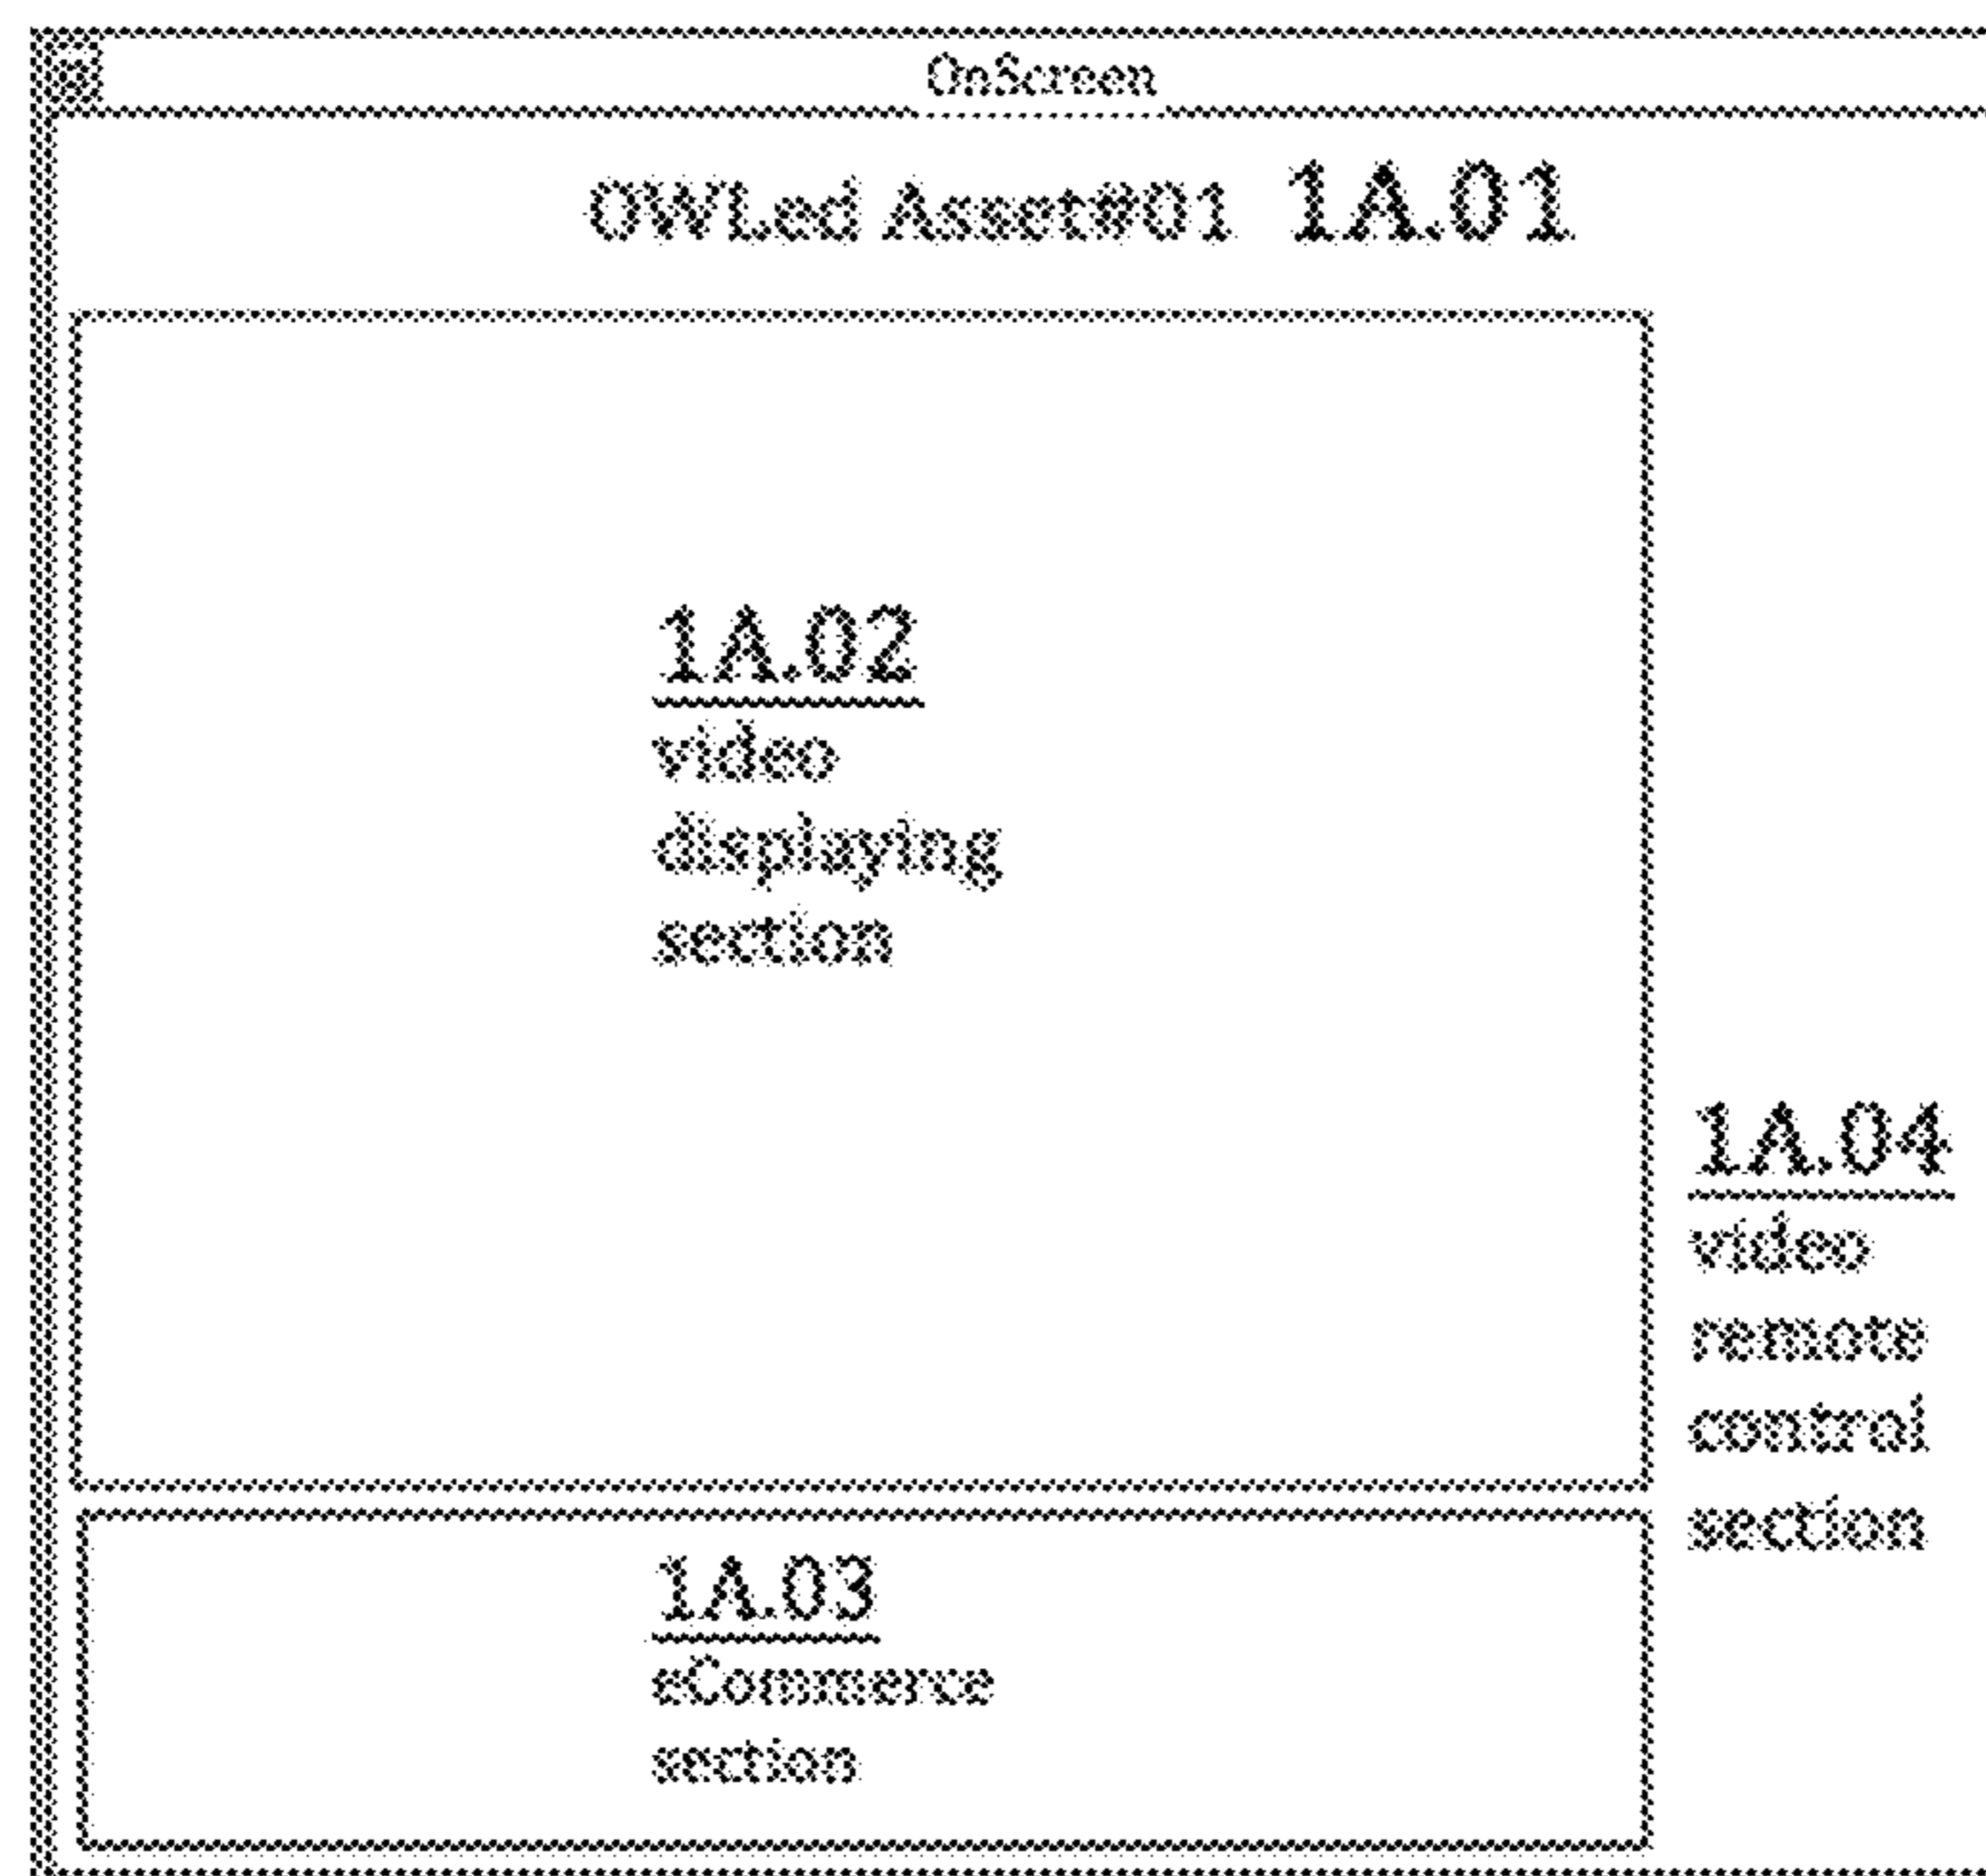 OnScreen
OWLed Asset#01 1A.01
1A.02
video
displaying
section
1A.04
video
remote
control
section
1A.03
eCommerce
section